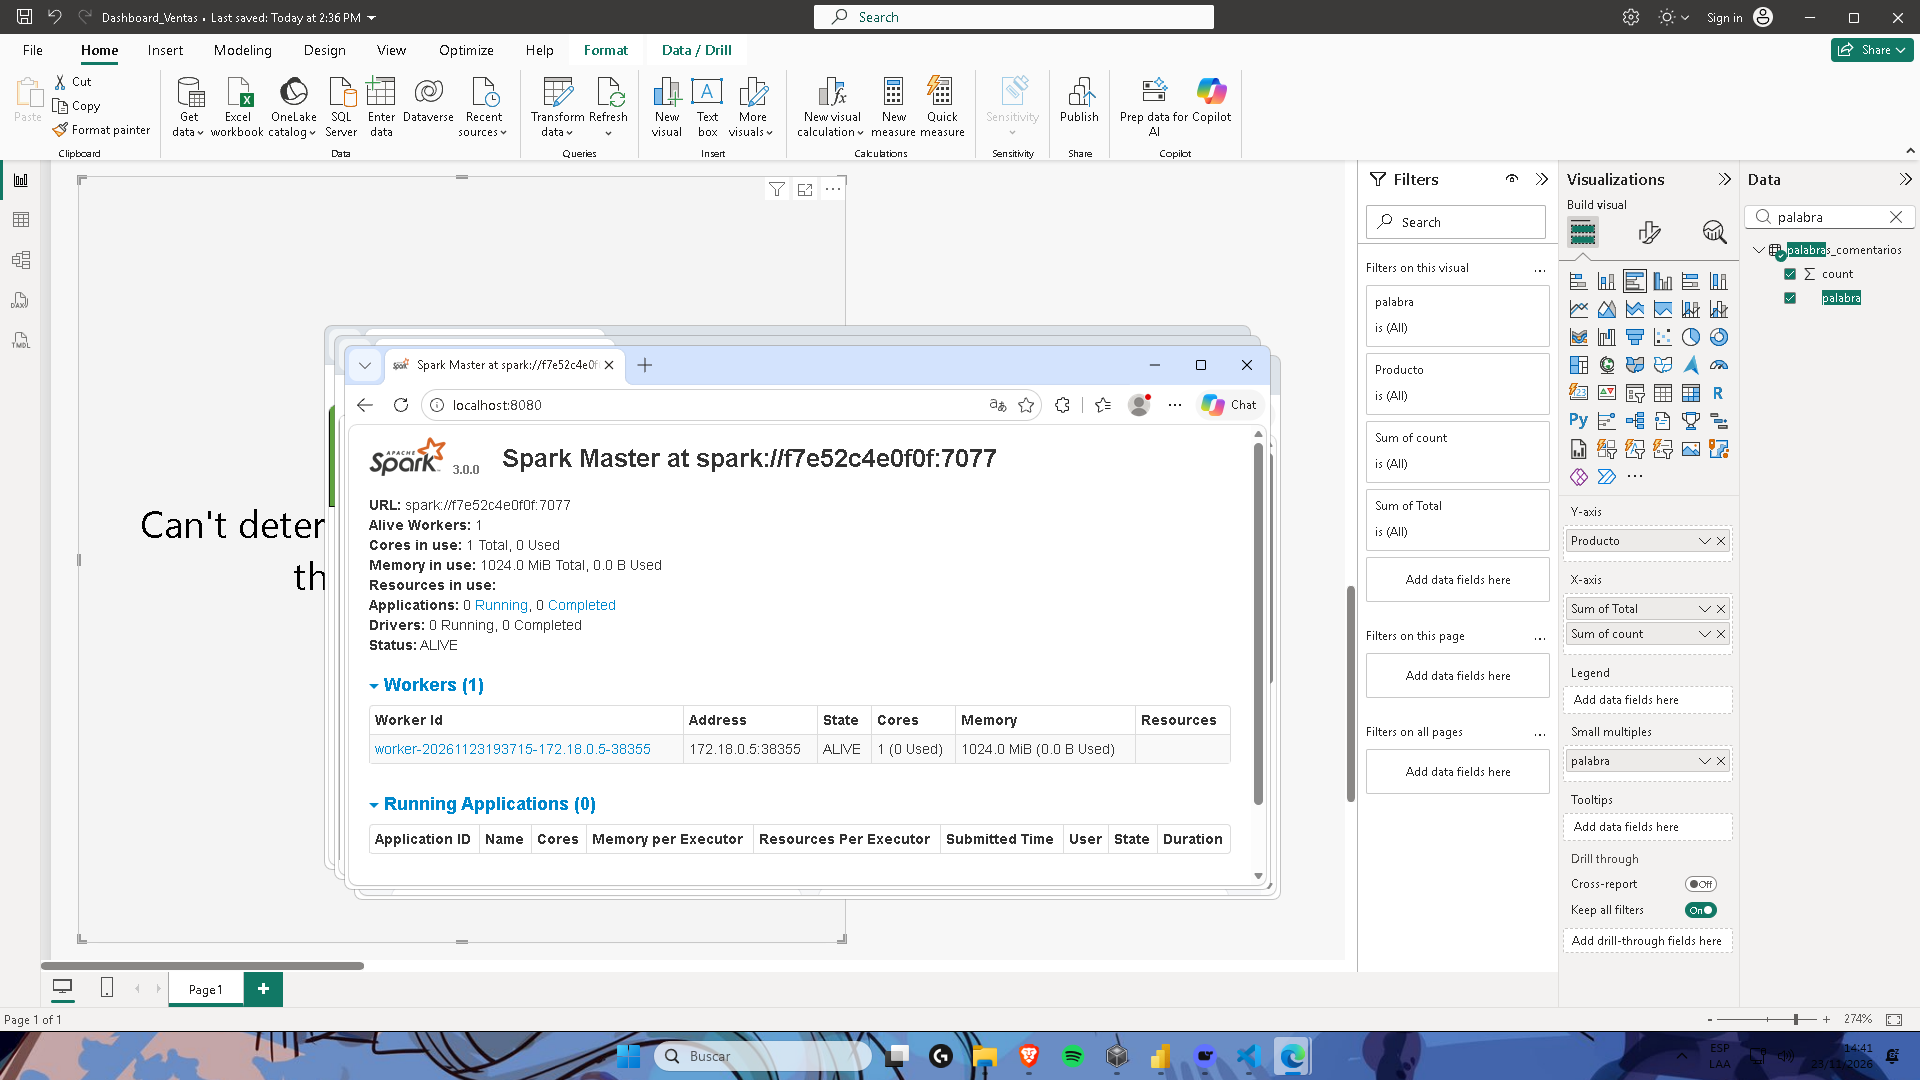 Dashboard_Ventas • Last saved: Today at 2:36 PM
Search
Sign in
File
Home
Insert
Modeling
Design
View
Optimize
Help
Format
Data / Drill
Share
Paste
Cut
Copy
Format painter
Clipboard
Get data
Excel workbook
OneLake catalog
SQL Server
Enter data
Dataverse
Recent sources
Data
Transform data
Refresh
Queries
New visual
Text box
More visuals
Insert
New visual calculation
New measure
Quick measure
Calculations
Sensitivity
Sensitivity
Publish
Share
Prep data for AI
Copilot
Copilot
DAX
TMDL
Can't deter
th
Spark Master at spark://f7e52c4e0f0f
localhost:8080
Chat
APACHE Spark 3.0.0
Spark Master at spark://f7e52c4e0f0f:7077
URL: spark://f7e52c4e0f0f:7077
Alive Workers: 1
Cores in use: 1 Total, 0 Used
Memory in use: 1024.0 MiB Total, 0.0 B Used
Resources in use:
Applications: 0 Running, 0 Completed
Drivers: 0 Running, 0 Completed
Status: ALIVE
Workers (1)
Worker Id Address State Cores Memory Resources
worker-20261123193715-172.18.0.5-38355 172.18.0.5:38355 ALIVE 1 (0 Used) 1024.0 MiB (0.0 B Used)
Running Applications (0)
Application ID Name Cores Memory per Executor Resources Per Executor Submitted Time User State Duration
Filters
Search
Filters on this visual ...
palabra
is (All)
Producto
is (All)
Sum of count
is (All)
Sum of Total
is (All)
Add data fields here
Filters on this page ...
Add data fields here
Filters on all pages ...
Add data fields here
Visualizations
Build visual
123
R
Py
...
Y-axis
Producto
X-axis
Sum of Total
Sum of count
Legend
Add data fields here
Small multiples
palabra
Tooltips
Add data fields here
Drill through
Cross-report Off
Keep all filters On
Add drill-through fields here
Data
palabra
palabras_comentarios
∑ count
palabra
Page1
Page 1 of 1
- + 274%
Buscar
ESP
LAA
14:41
23/11/2026